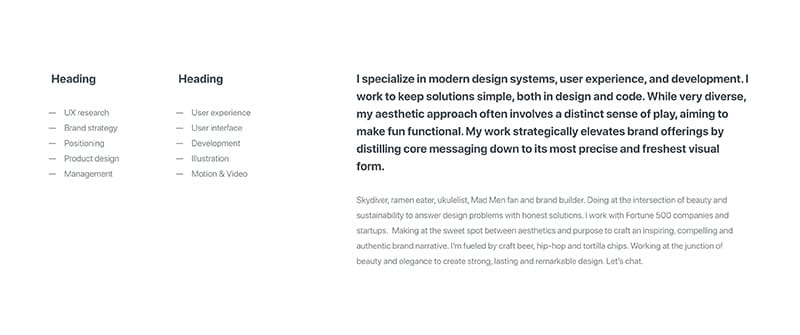 Heading
— UX research
— Brand strategy
— Positioning
— Product design
— Management
Heading
— User experience
— User interface
— Development
— Illustration
— Motion & Video
I specialize in modern design systems, user experience, and development. I
work to keep solutions simple, both in design and code. While very diverse,
my aesthetic approach often involves a distinct sense of play, aiming to
make fun functional. My work strategically elevates brand offerings by
distilling core messaging down to its most precise and freshest visual
form.
Skydiver, ramen eater, ukulelist, Mad Men fan and brand builder. Doing at the intersection of beauty and
sustainability to answer design problems with honest solutions. I work with Fortune 500 companies and
startups.  Making at the sweet spot between aesthetics and purpose to craft an inspiring, compelling and
authentic brand narrative. I'm fueled by craft beer, hip-hop and tortilla chips. Working at the junction of
beauty and elegance to create strong, lasting and remarkable design. Let's chat.